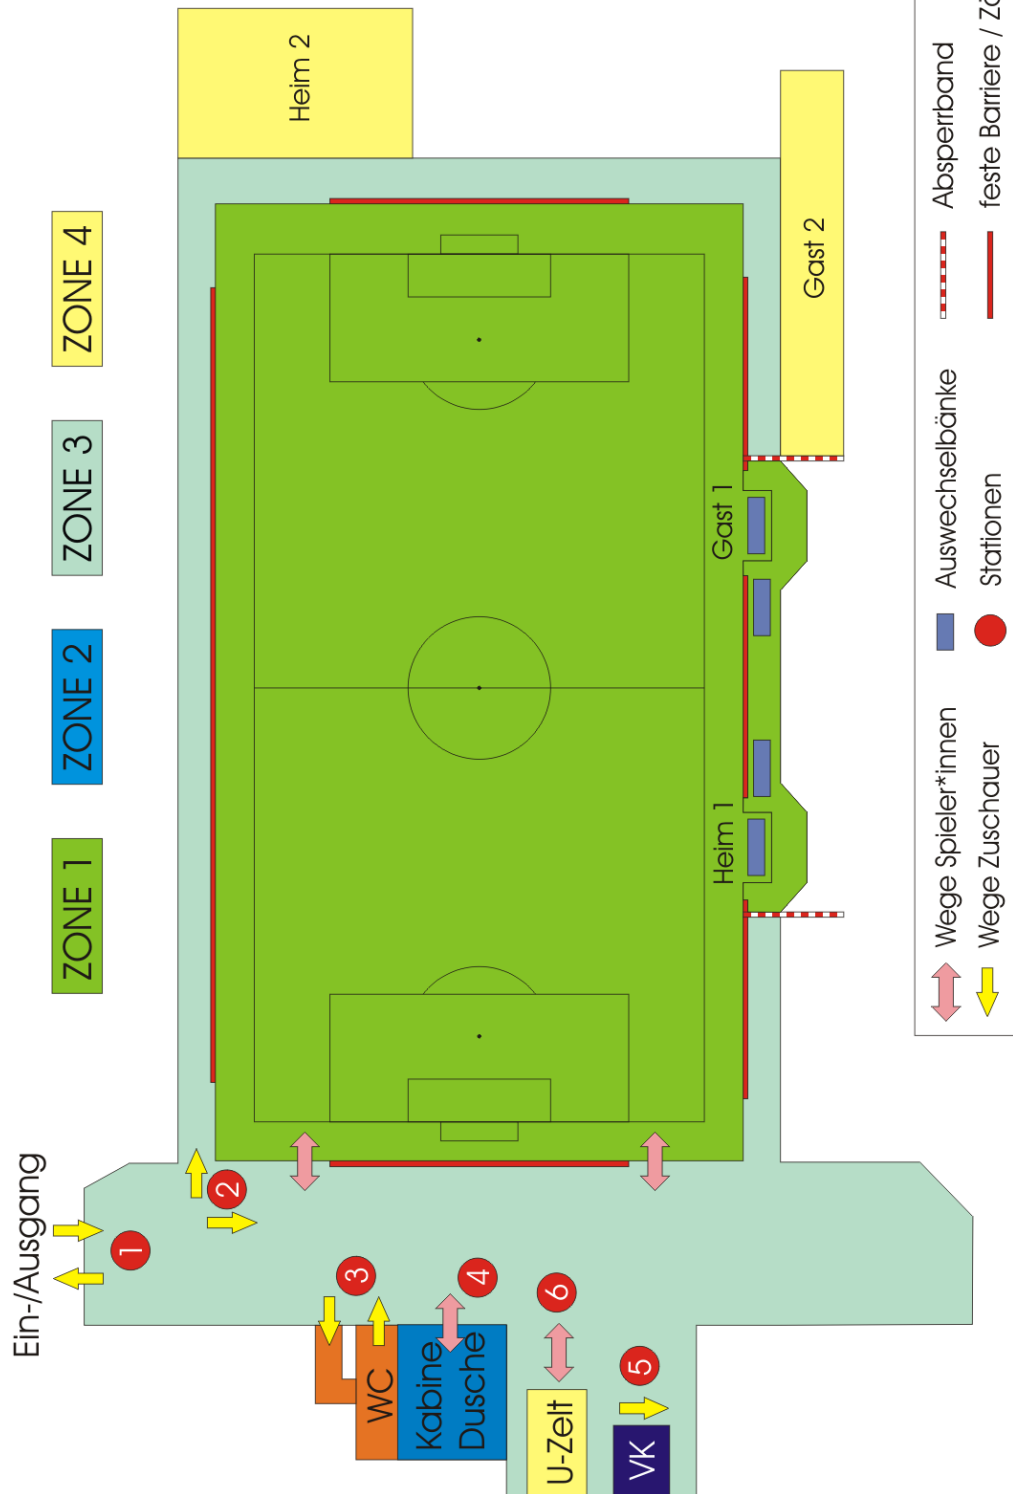 ZONE 1
ZONE 2
ZONE 3
ZONE 4
Ein-/Ausgang
1
2
3
4
6
5
WC
Kabine
Dusche
U-Zelt
VK
Heim 1
Gast 1
Heim 2
Gast 2
Wege Spieler*innen
Auswechselbänke
Absperrband
Wege Zuschauer
Stationen
feste Barriere /